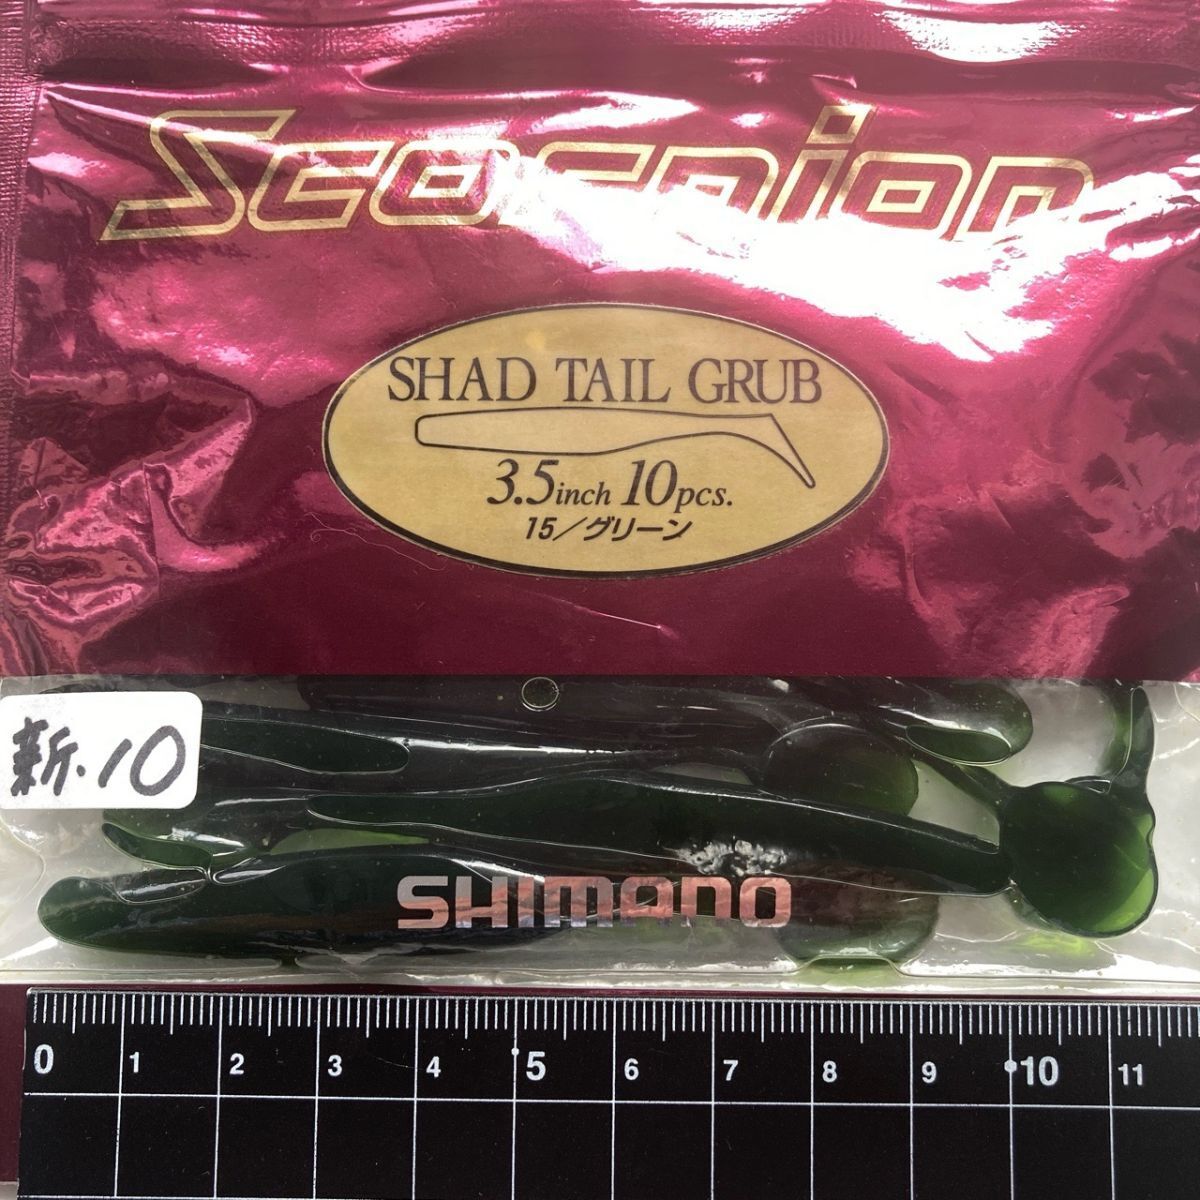 Scorpion
SHAD TAIL GRUB
3.5inch 10pcs.
15/グリーン
新.10
SHIMANO
0 1 2 3 4 5 6 7 8 9 10 11